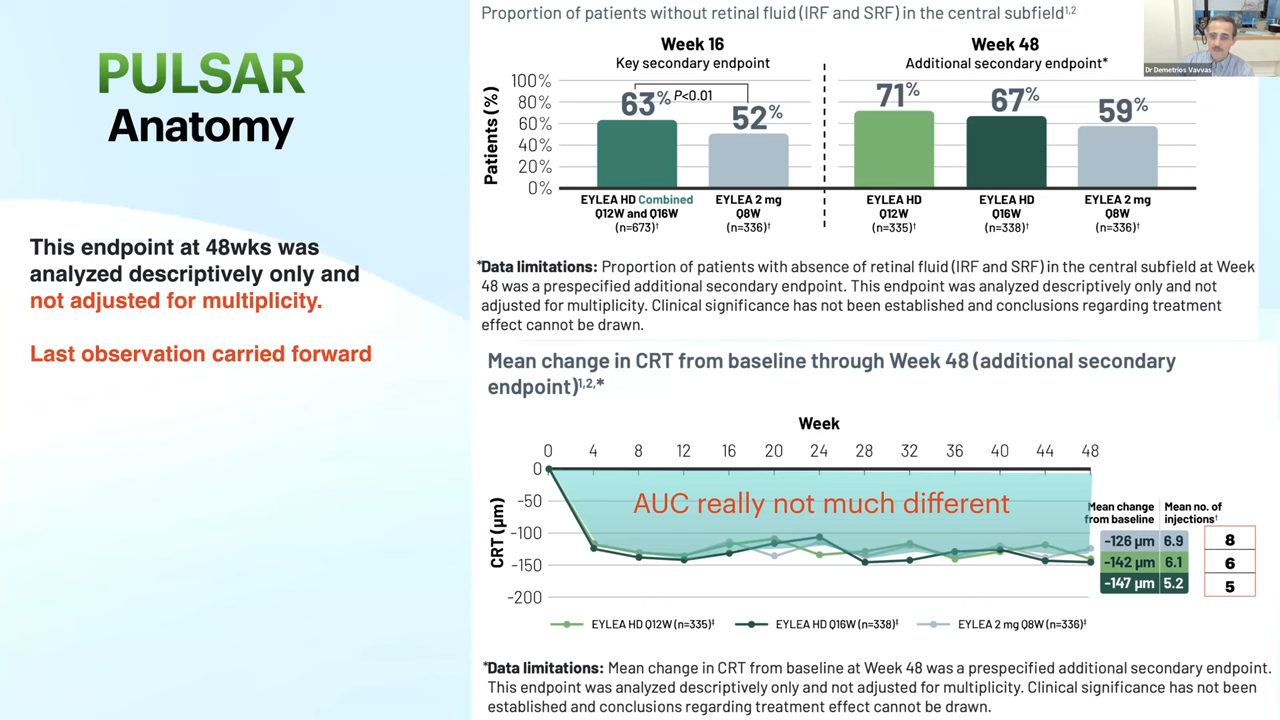 PULSAR
Anatomy
This endpoint at 48wks was
analyzed descriptively only and
not adjusted for multiplicity.
Last observation carried forward
Proportion of patients without retinal fluid (IRF and SRF) in the central subfield1,2
Dr Demetrios Vavvas
Week 16
Key secondary endpoint
Week 48
Additional secondary endpoint*
Patients (%)
100%
80%
60%
40%
20%
0%
63%
P<0.01
52%
71%
67%
59%
EYLEA HD Combined
Q12W and Q16W
(n=673)†
EYLEA 2 mg
Q8W
(n=336)†
EYLEA HD
Q12W
(n=335)†
EYLEA HD
Q16W
(n=338)†
EYLEA 2 mg
Q8W
(n=336)†
*Data limitations: Proportion of patients with absence of retinal fluid (IRF and SRF) in the central subfield at Week
48 was a prespecified additional secondary endpoint. This endpoint was analyzed descriptively only and not
adjusted for multiplicity. Clinical significance has not been established and conclusions regarding treatment
effect cannot be drawn.
Mean change in CRT from baseline through Week 48 (additional secondary
endpoint)1,2,*
Week
0 4 8 12 16 20 24 28 32 36 40 44 48
CRT (µm)
0
-50
-100
-150
-200
AUC really not much different
Mean change
from baseline
Mean no. of
injections†
-126 µm 6.9 8
-142 µm 6.1 6
-147 µm 5.2 5
EYLEA HD Q12W (n=335)‡ EYLEA HD Q16W (n=338)‡ EYLEA 2 mg Q8W (n=336)‡
*Data limitations: Mean change in CRT from baseline at Week 48 was a prespecified additional secondary endpoint.
This endpoint was analyzed descriptively only and not adjusted for multiplicity. Clinical significance has not been
established and conclusions regarding treatment effect cannot be drawn.